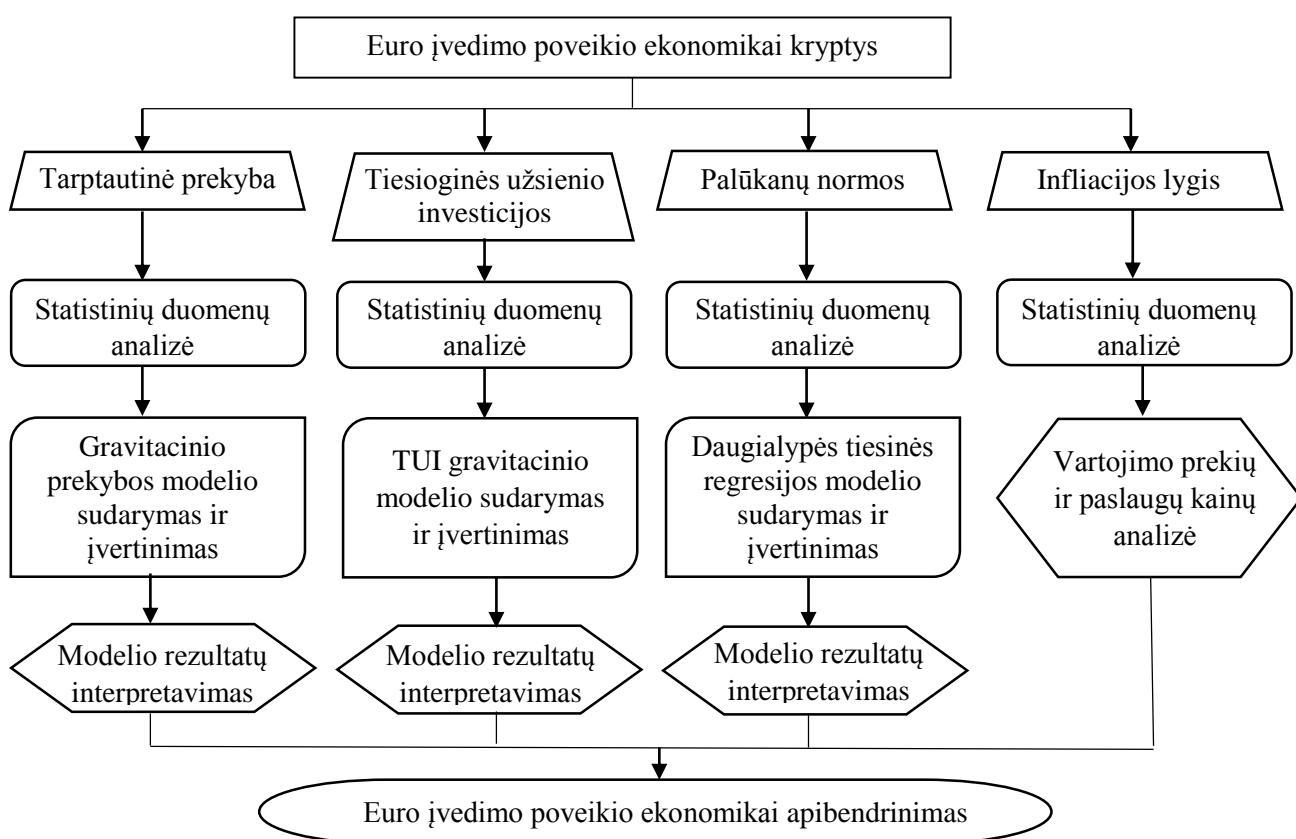 Euro įvedimo poveikio ekonomikai kryptys
Tarptautinė prekyba
Tiesioginės užsienio
investicijos
Palūkanų normos
Infliacijos lygis
Statistinių duomenų
analizė
Statistinių duomenų
analizė
Statistinių duomenų
analizė
Statistinių duomenų
analizė
Gravitacinio
prekybos modelio
sudarymas ir
įvertinimas
TUI gravitacinio
modelio sudarymas
ir įvertinimas
Daugialypės tiesinės
regresijos modelio
sudarymas ir
įvertinimas
Vartojimo prekių
ir paslaugų kainų
analizė
Modelio rezultatų
interpretavimas
Modelio rezultatų
interpretavimas
Modelio rezultatų
interpretavimas
Euro įvedimo poveikio ekonomikai apibendrinimas